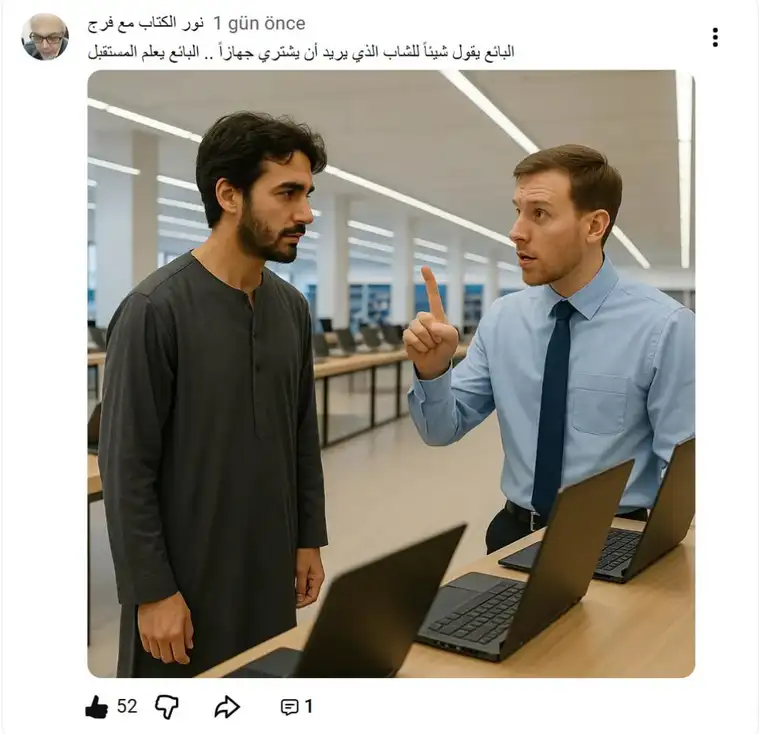 نور الكتاب مع فرج 1 gün önce
البائع يقول شيئاً للشاب الذي يريد أن يشتري جهازاً .. البائع يعلم المستقبل
52
1